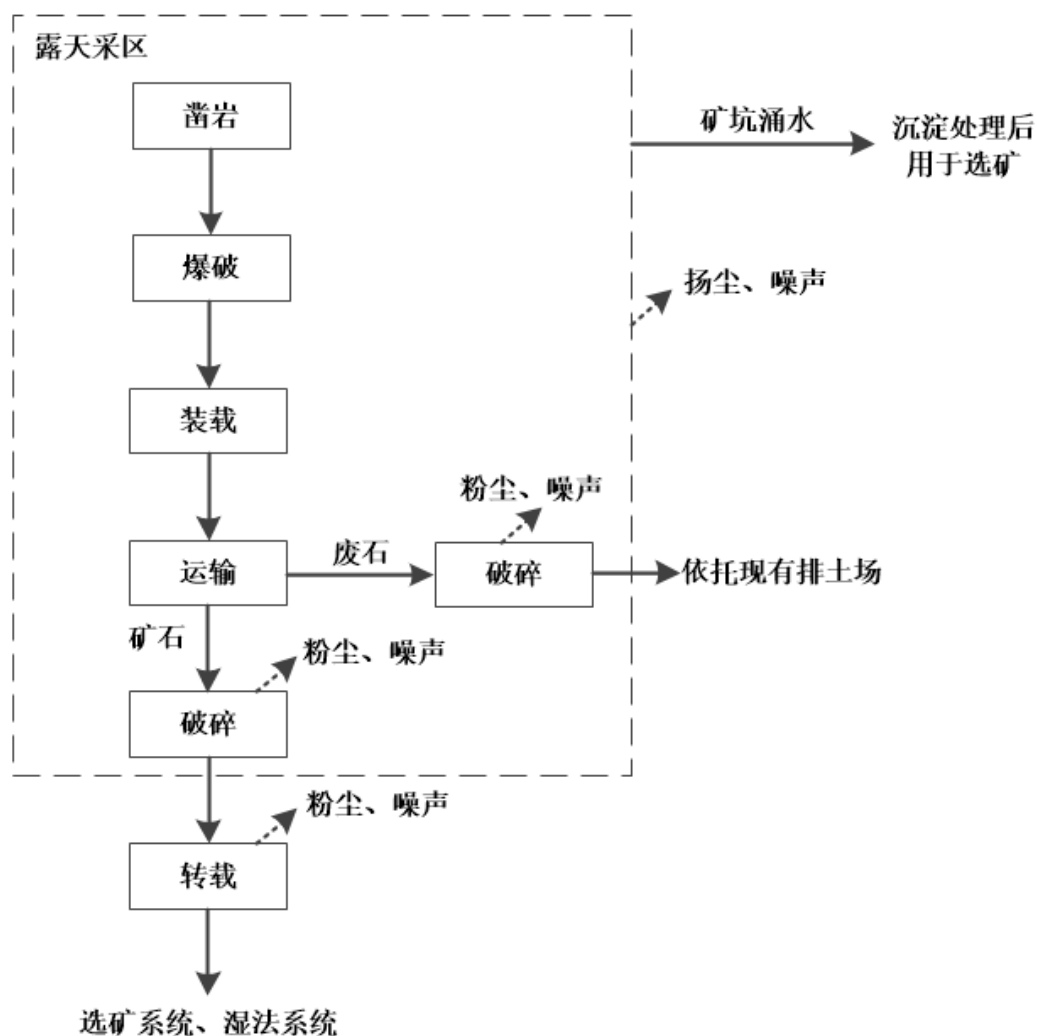 露天采区
凿岩
矿坑涌水
沉淀处理后
用于选矿
爆破
扬尘、噪声
装载
粉尘、噪声
运输
废石
破碎
依托现有排土场
矿石
粉尘、噪声
破碎
粉尘、噪声
转载
选矿系统、湿法系统